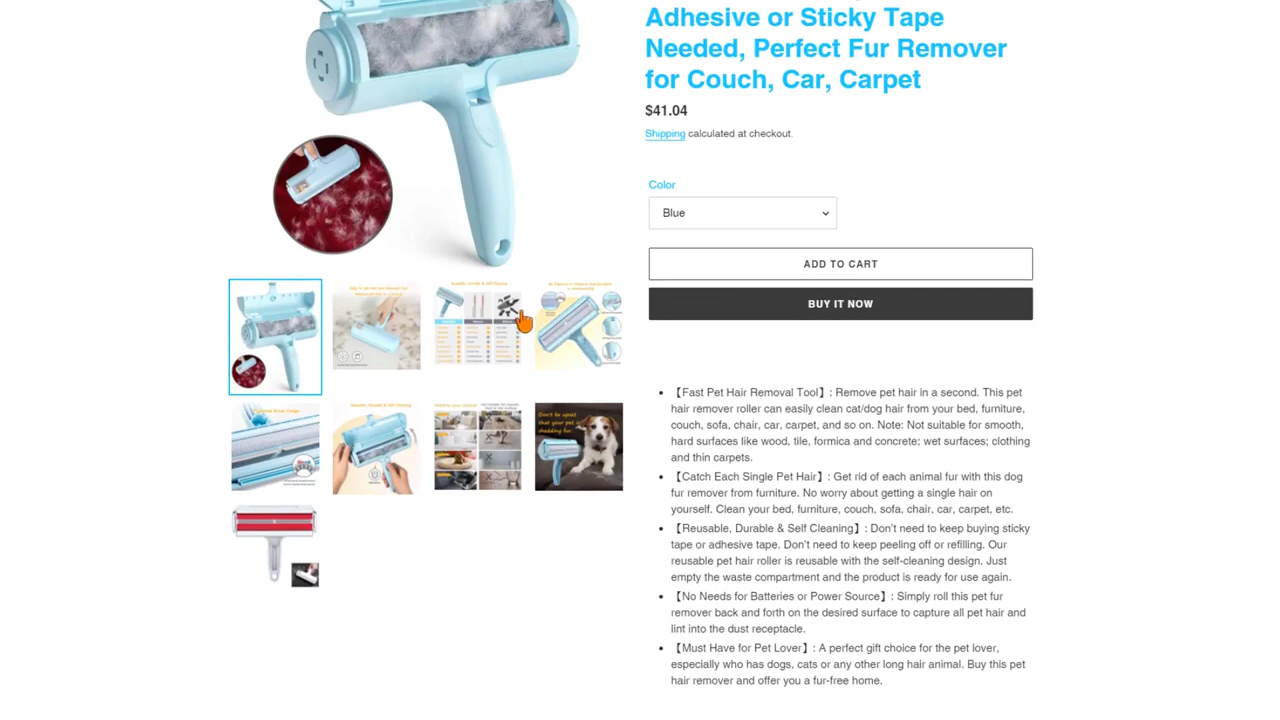 Adhesive or Sticky Tape
Needed, Perfect Fur Remover
for Couch, Car, Carpet
$41.04
Shipping calculated at checkout.
Color
Blue
ADD TO CART
BUY IT NOW
Don't be upset
that your pet is
shedding fur.
• 【Fast Pet Hair Removal Tool】: Remove pet hair in a second. This pet
hair remover roller can easily clean cat/dog hair from your bed, furniture,
couch, sofa, chair, car, carpet, and so on. Note: Not suitable for smooth,
hard surfaces like wood, tile, formica and concrete; wet surfaces; clothing
and thin carpets.
• 【Catch Each Single Pet Hair】: Get rid of each animal fur with this dog
fur remover from furniture. No worry about getting a single hair on
yourself. Clean your bed, furniture, couch, sofa, chair, car, carpet, etc.
• 【Reusable, Durable & Self Cleaning】: Don't need to keep buying sticky
tape or adhesive tape. Don't need to keep peeling off or refilling. Our
reusable pet hair roller is reusable with the self-cleaning design. Just
empty the waste compartment and the product is ready for use again.
• 【No Needs for Batteries or Power Source】: Simply roll this pet fur
remover back and forth on the desired surface to capture all pet hair and
lint into the dust receptacle.
• 【Must Have for Pet Lover】: A perfect gift choice for the pet lover,
especially who has dogs, cats or any other long hair animal. Buy this pet
hair remover and offer you a fur-free home.